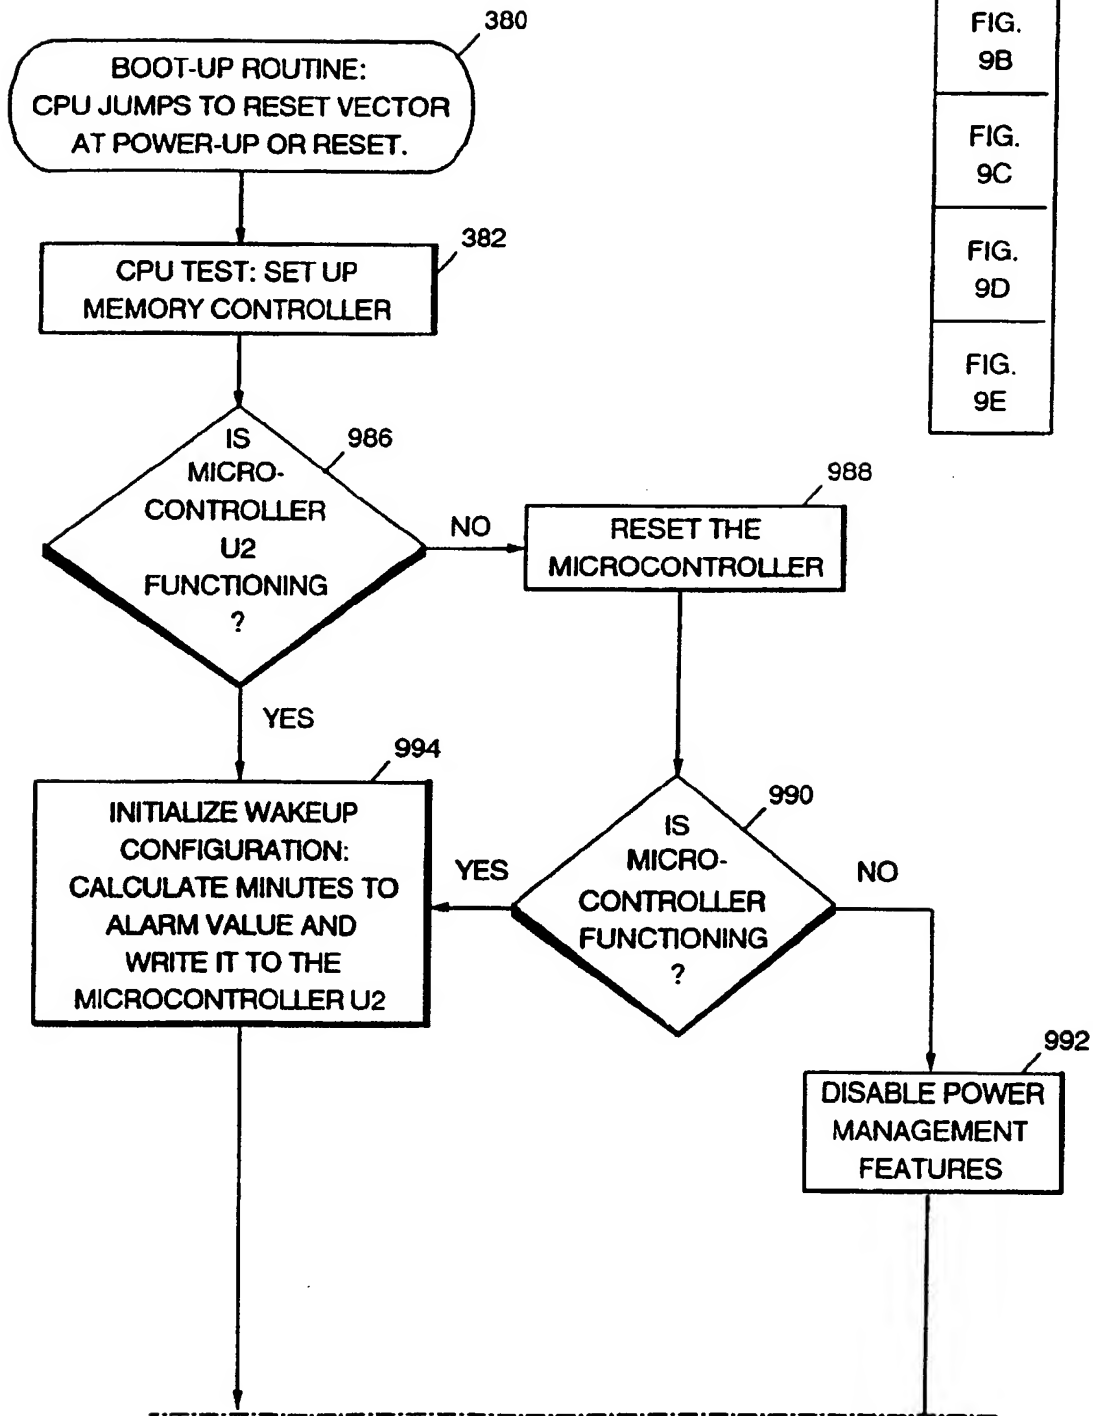 380
BOOT-UP ROUTINE:
CPU JUMPS TO RESET VECTOR
AT POWER-UP OR RESET.
382
CPU TEST: SET UP
MEMORY CONTROLLER
986
IS
MICRO-
CONTROLLER
U2
FUNCTIONING
?
NO
YES
988
RESET THE
MICROCONTROLLER
990
IS
MICRO-
CONTROLLER
FUNCTIONING
?
YES
NO
994
INITIALIZE WAKEUP
CONFIGURATION:
CALCULATE MINUTES TO
ALARM VALUE AND
WRITE IT TO THE
MICROCONTROLLER U2
992
DISABLE POWER
MANAGEMENT
FEATURES
FIG.
9B
FIG.
9C
FIG.
9D
FIG.
9E